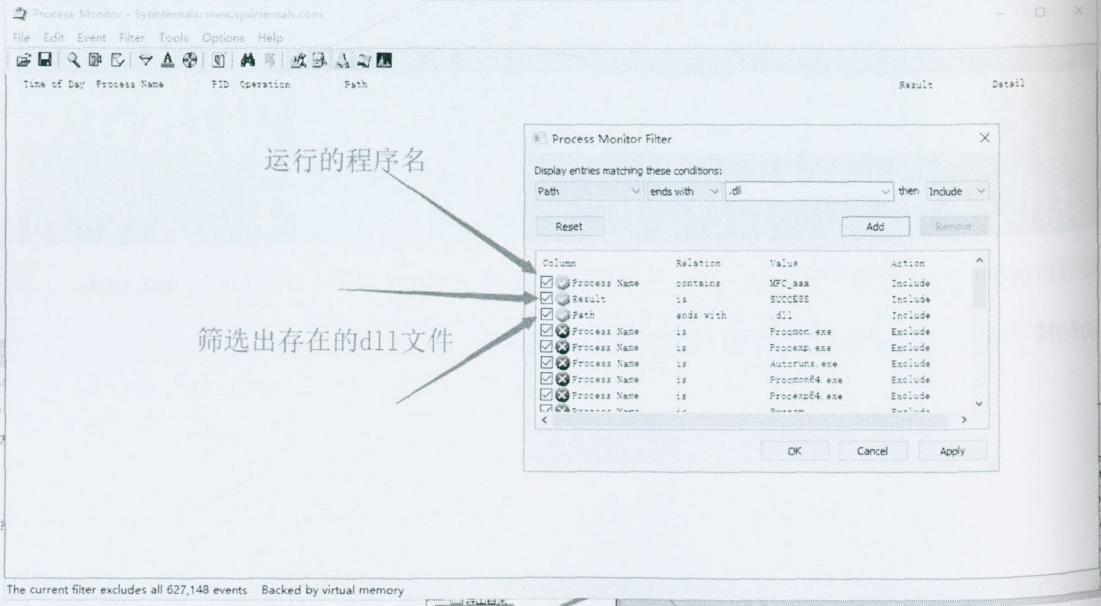 Process Monitor - Sysinternals: www.sysinternals.com
File Edit Event Filter Tools Options Help
Time of Day Process Name PID Operation Path Result Detail
Process Monitor Filter
运行的程序名
Display entries matching these conditions:
Path ends with .dll then Include
Reset Add Remove
Column Relation Value Action
Process Name contains MFC_aaa Include
Result is SUCCESS Include
Path ends with .dll Include
筛选出存在的dll文件
Process Name is Procmon.exe Exclude
Process Name is Procexp.exe Exclude
Process Name is Autoruns.exe Exclude
Process Name is Procmon64.exe Exclude
Process Name is Procexp64.exe Exclude
Process Name is System Exclude
OK Cancel Apply
The current filter excludes all 627,148 events Backed by virtual memory